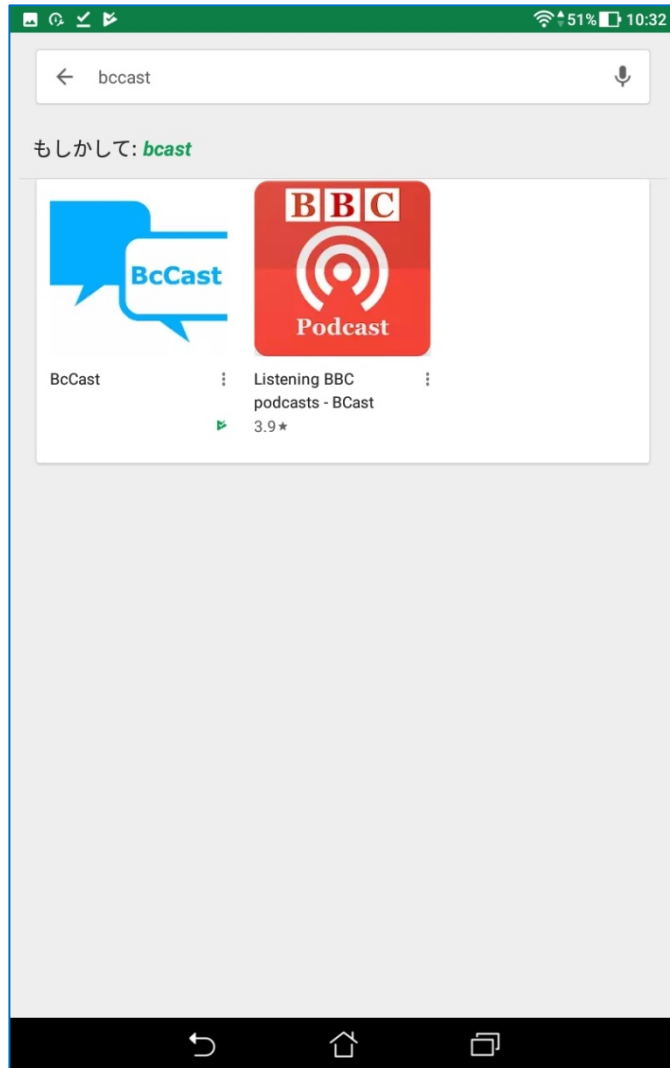 51% 10:32
bccast
もしかして: bcast
BcCast
BBC
Podcast
BcCast
Listening BBC
podcasts - BCast
3.9★